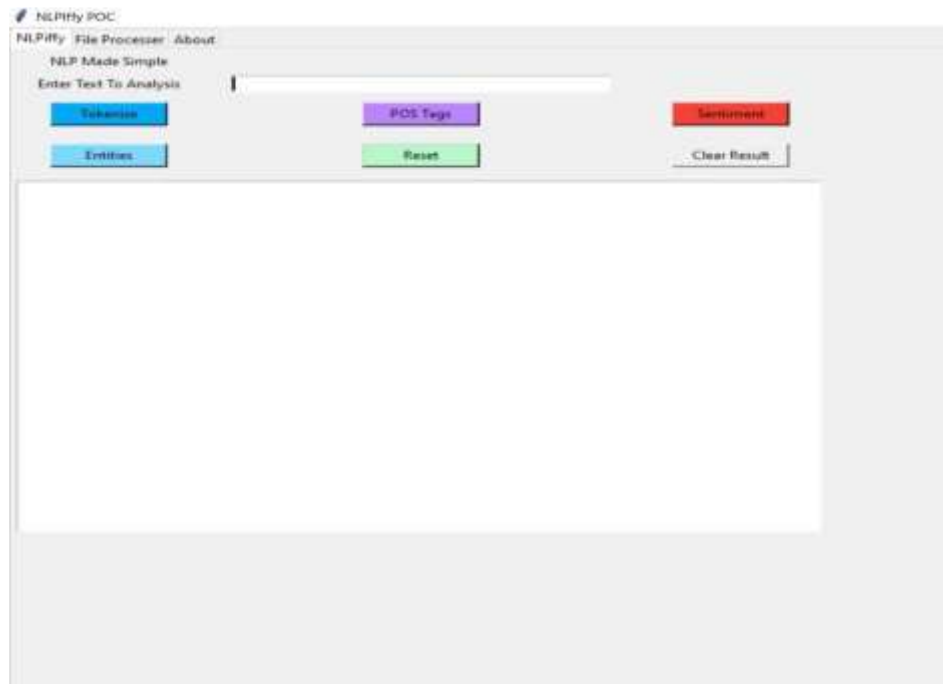 NLPiffy POC
NLPiffy File Processer About
NLP Made Simple
Enter Text To Analysis
Tokenize POS Tags Sentiment
Entities Reset Clear Result